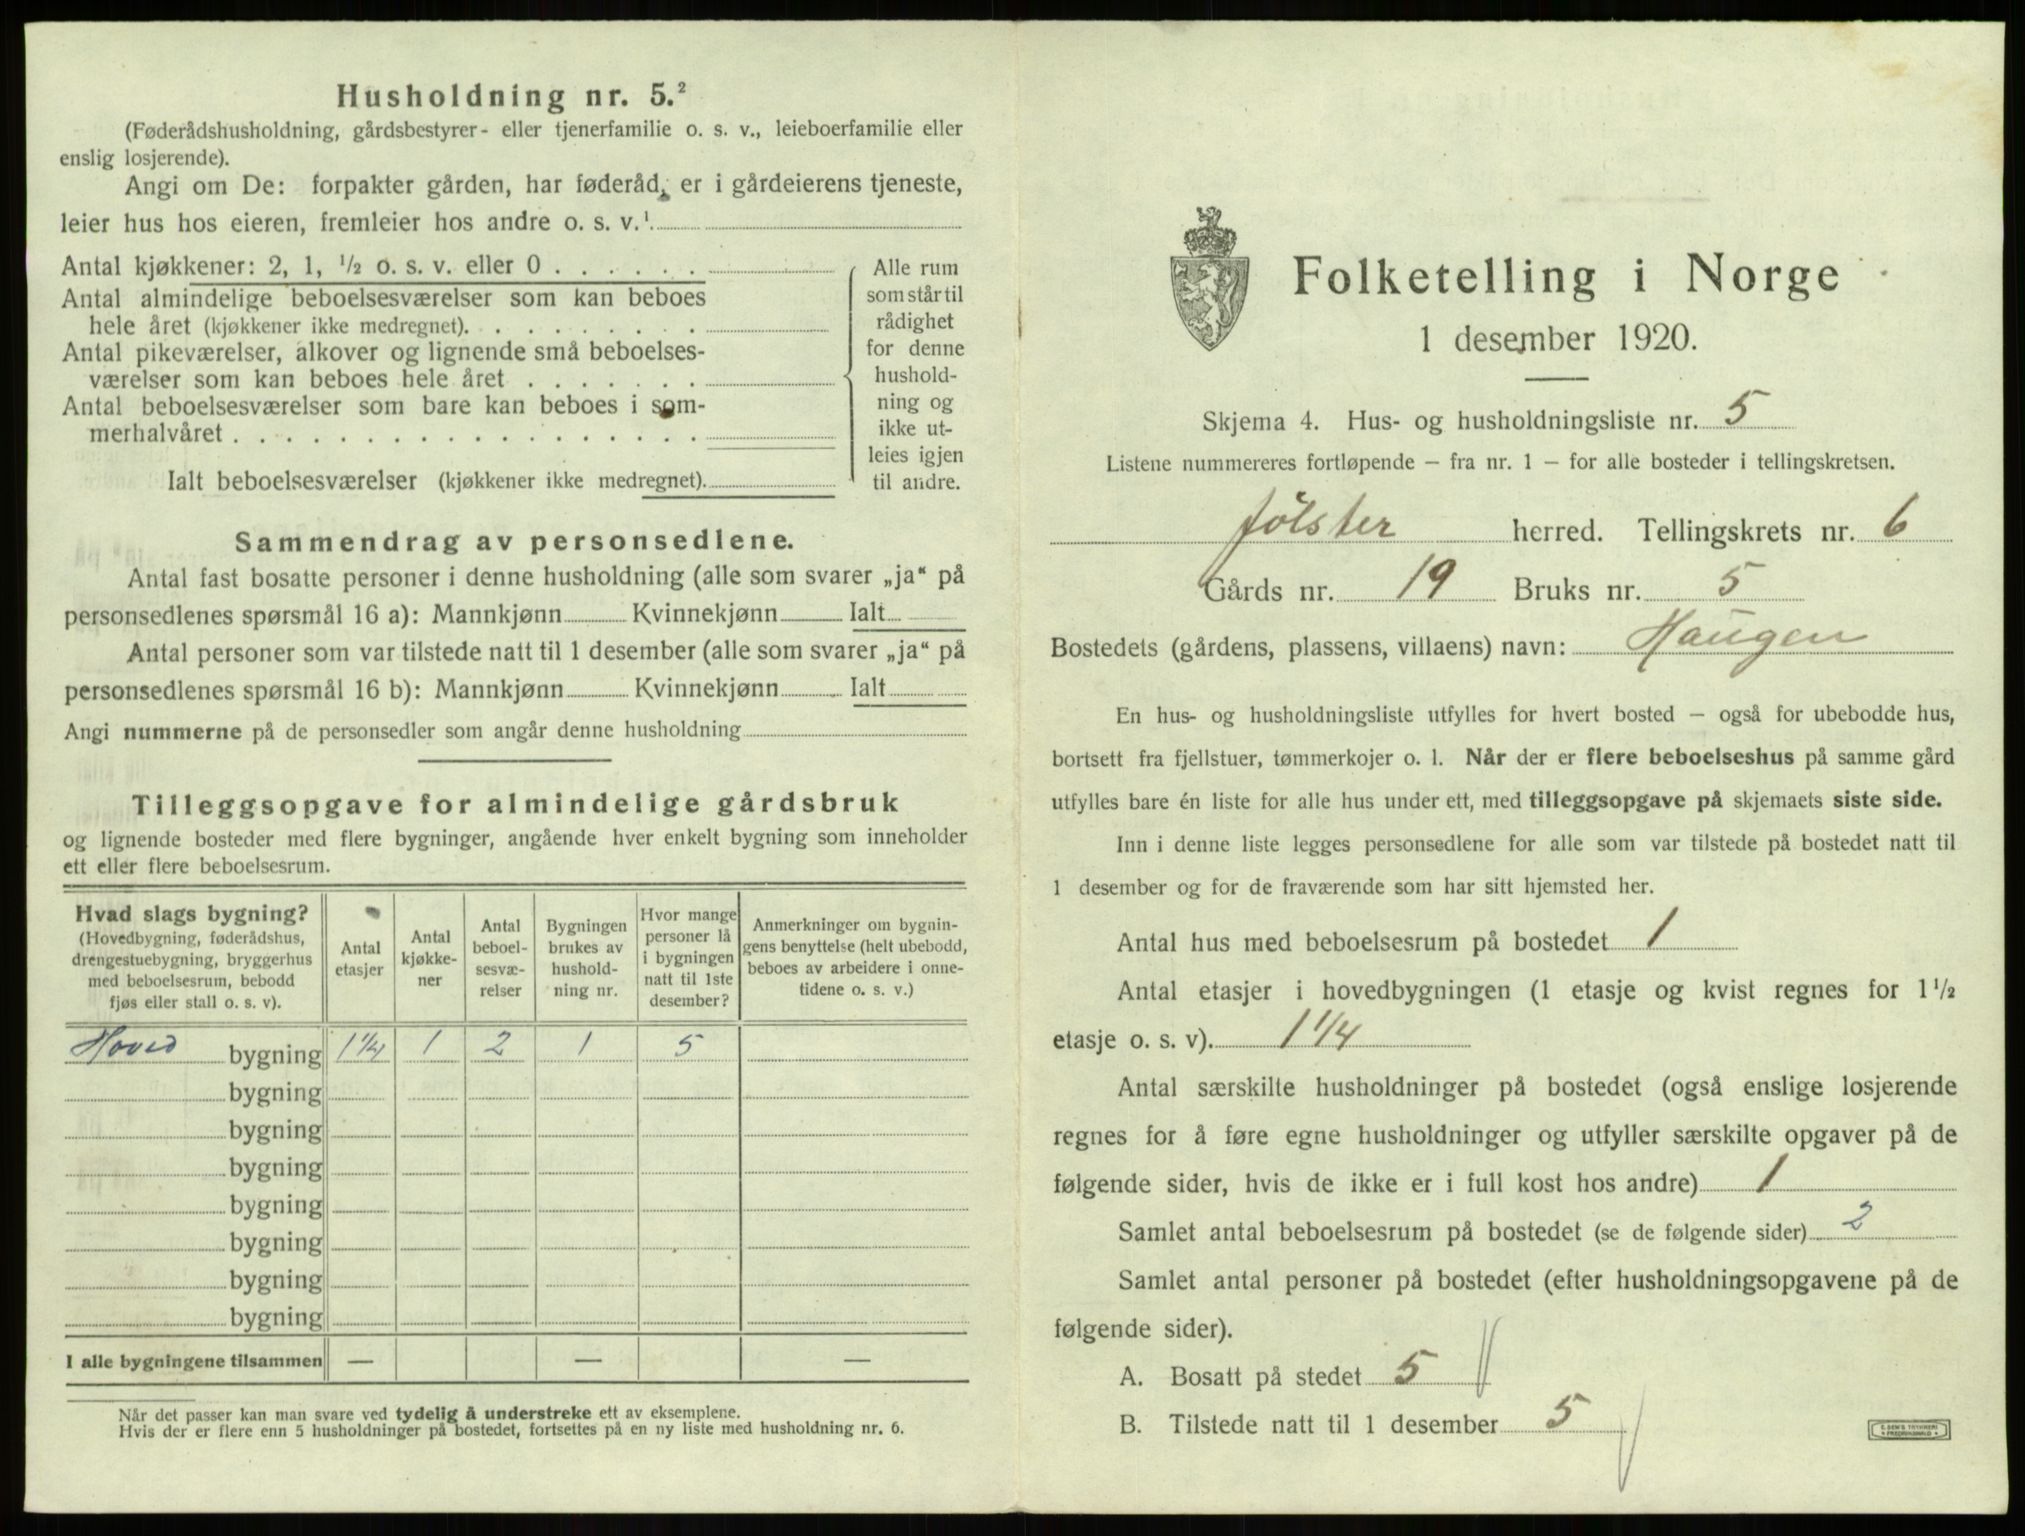 Husholdning nr. 5.²
(Føderådshusholdning, gårdsbestyrer- eller tjenerfamilie o. s. v., leieboerfamilie eller
enslig losjerende).
Angi om De: forpakter gården, har føderåd, er i gårdeierens tjeneste,
leier hus hos eieren, fremleier hos andre o. s. v.¹
Antal kjøkkener: 2, 1, ½ o. s. v. eller 0 . . . . . .
Antal almindelige beboelsesværelser som kan beboes
hele året (kjøkkener ikke medregnet). . . . . . . . .
Antal pikeværelser, alkover og lignende små beboelses-
værelser som kan beboes hele året . . . . . . .
Antal beboelsesværelser som bare kan beboes i som-
merhalvåret . . . . . . . . . . . . . . . . . .
Ialt beboelsesværelser (kjøkkener ikke medregnet).
Alle rum
som står til
rådighet
for denne
hushold-
ning og
ikke ut-
leies igjen
til andre.
Sammendrag av personsedlene.
Antal fast bosatte personer i denne husholdning (alle som svarer „ja“ på
personsedlenes spørsmål 16 a): Mannkjønn Kvinnekjønn Ialt
Antal personer som var tilstede natt til 1 desember (alle som svarer „ja“ på
personsedlenes spørsmål 16 b): Mannkjønn Kvinnekjønn Ialt
Angi nummerne på de personsedler som angår denne husholdning
Tilleggsopgave for almindelige gårdsbruk
og lignende bosteder med flere bygninger, angående hver enkelt bygning som inneholder
ett eller flere beboelsesrum.
Hvad slags bygning?
(Hovedbygning, føderådshus,
drengestuebygning, bryggerhus
med beboelsesrum, bebodd
fjøs eller stall o. s. v).
Antal
etasjer
Antal
kjøkke-
ner
Antal
beboel-
sesvæ-
relser
Bygningen
brukes av
hushold-
ning nr.
Hvor mange
personer lå
i bygningen
natt til 1ste
desember?
Anmerkninger om bygnin-
gens benyttelse (helt ubebodd,
beboes av arbeidere i onne-
tidene o. s. v.)
Hoved bygning 1¼ 1 2 1 5
bygning
bygning
bygning
bygning
bygning
bygning
bygning
I alle bygningene tilsammen — — —
Når det passer kan man svare ved tydelig å understreke ett av eksemplene.
Hvis der er flere enn 5 husholdninger på bostedet, fortsettes på en ny liste med husholdning nr. 6.
Folketelling i Norge
1 desember 1920.
Skjema 4. Hus- og husholdningsliste nr. 5
Listene nummereres fortløpende – fra nr. 1 – for alle bosteder i tellingskretsen.
Jølster herred. Tellingskrets nr. 6
Gårds nr. 19 Bruks nr. 5
Bostedets (gårdens, plassens, villaens) navn: Haugen
En hus- og husholdningsliste utfylles for hvert bosted – også for ubebodde hus,
bortsett fra fjellstuer, tømmerkojer o. l. Når der er flere beboelseshus på samme gård
utfylles bare én liste for alle hus under ett, med tilleggsopgave på skjemaets siste side.
Inn i denne liste legges personsedlene for alle som var tilstede på bostedet natt til
1 desember og for de fraværende som har sitt hjemsted her.
Antal hus med beboelsesrum på bostedet 1
Antal etasjer i hovedbygningen (1 etasje og kvist regnes for 1½
etasje o. s. v). 1 1/4
Antal særskilte husholdninger på bostedet (også enslige losjerende
regnes for å føre egne husholdninger og utfyller særskilte opgaver på de
følgende sider, hvis de ikke er i full kost hos andre) 1
Samlet antal beboelsesrum på bostedet (se de følgende sider) 2
Samlet antal personer på bostedet (efter husholdningsopgavene på de
følgende sider).
A. Bosatt på stedet 5
B. Tilstede natt til 1 desember 5